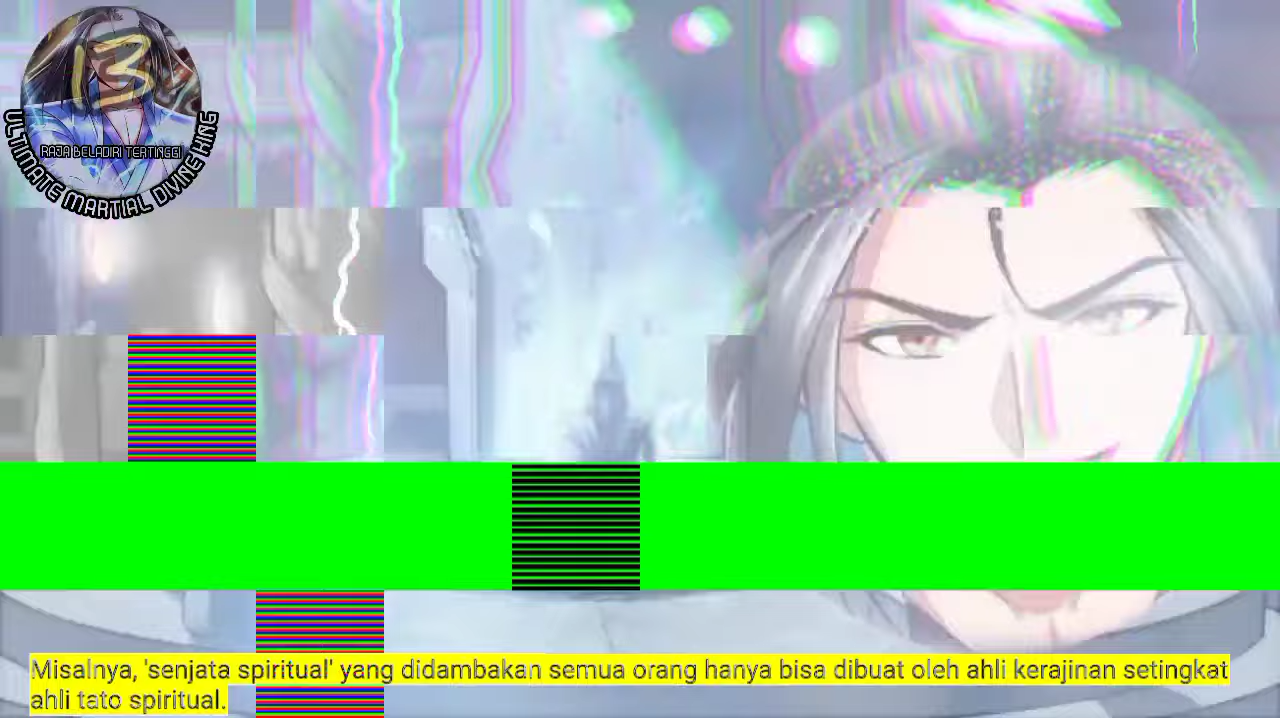 13
RAJA BELADIRI TERTINGGI
ULTIMATE MARTIAL DIVINE KING
Misalnya, 'senjata spiritual' yang didambakan semua orang hanya bisa dibuat oleh ahli kerajinan setingkat
ahli tato spiritual.